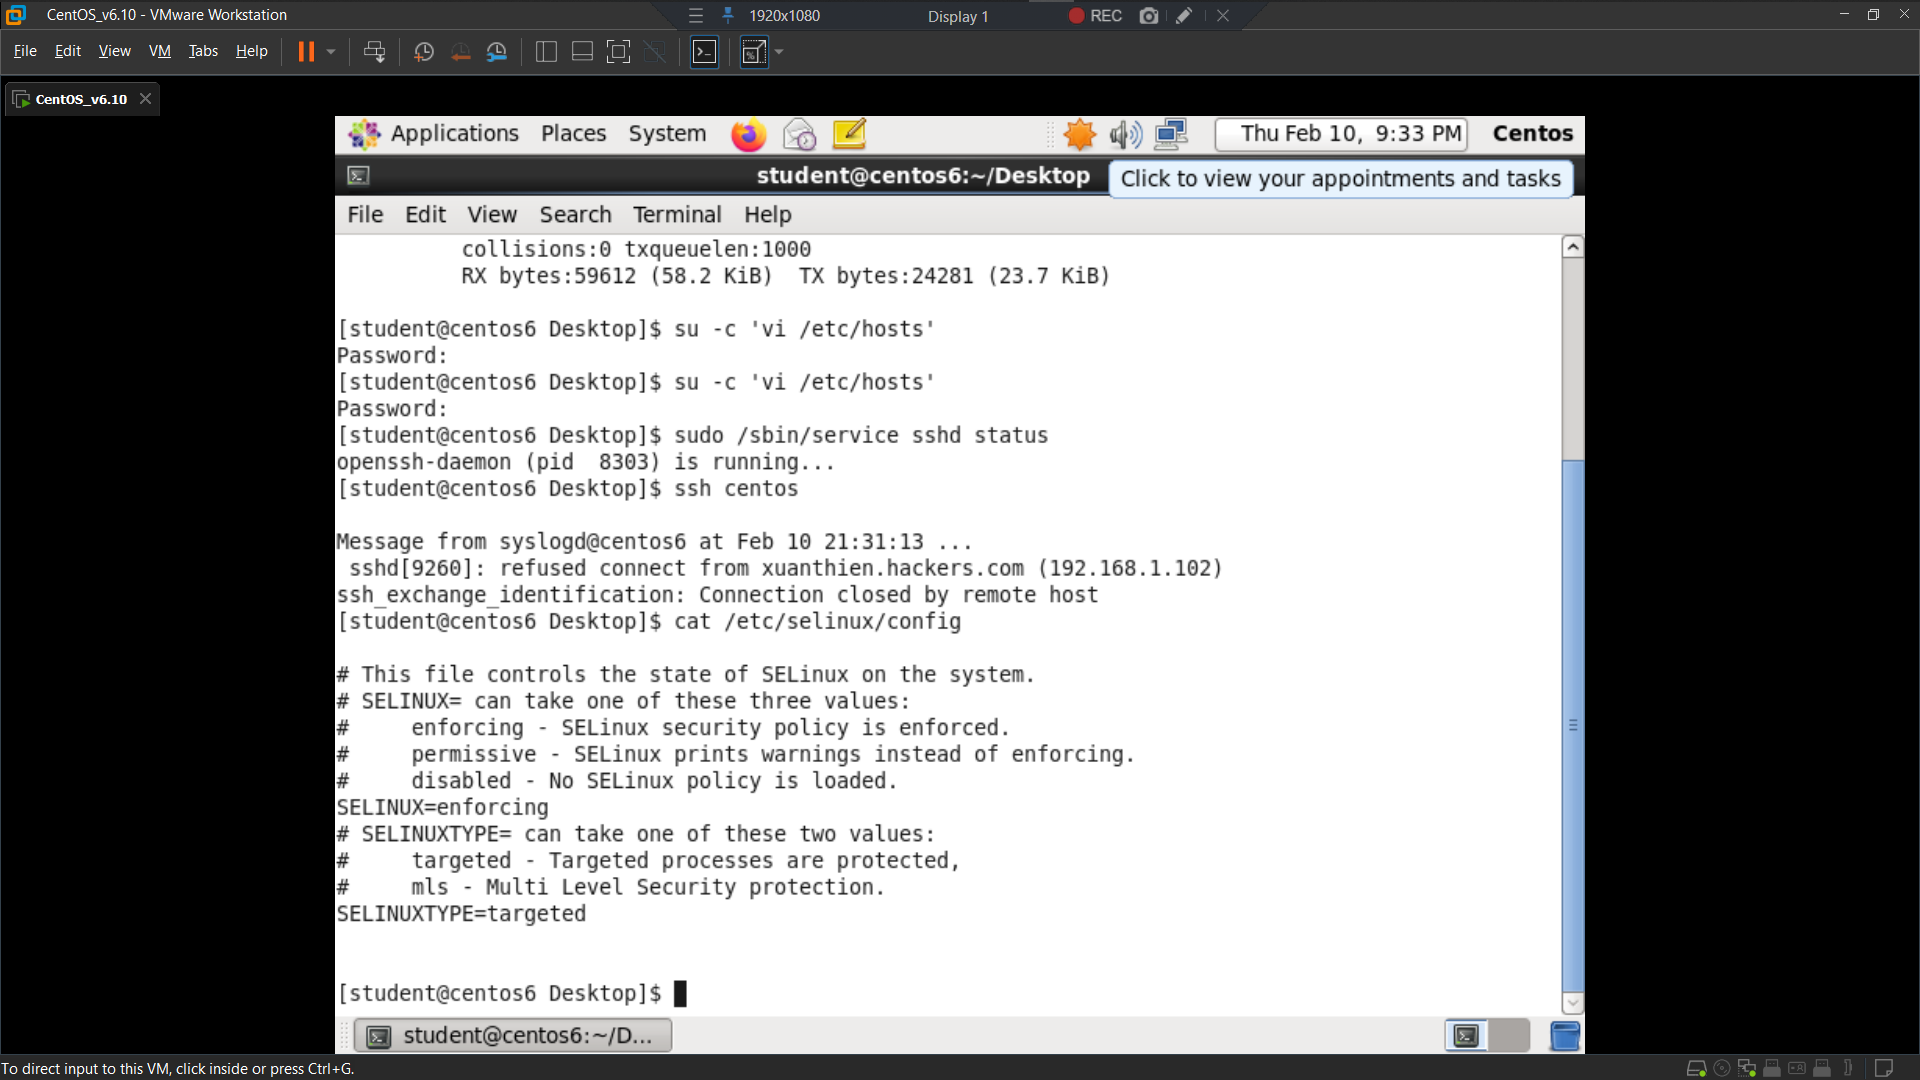 CentOS_v6.10 - VMware Workstation
1920x1080
Display 1
REC
File Edit View VM Tabs Help
CentOS_v6.10
Applications Places System
Thu Feb 10, 9:33 PM
Centos
student@centos6:~/Desktop
Click to view your appointments and tasks
File Edit View Search Terminal Help
collisions:0 txqueuelen:1000
RX bytes:59612 (58.2 KiB)  TX bytes:24281 (23.7 KiB)
[student@centos6 Desktop]$ su -c 'vi /etc/hosts'
Password:
[student@centos6 Desktop]$ su -c 'vi /etc/hosts'
Password:
[student@centos6 Desktop]$ sudo /sbin/service sshd status
openssh-daemon (pid  8303) is running...
[student@centos6 Desktop]$ ssh centos
Message from syslogd@centos6 at Feb 10 21:31:13 ...
sshd[9260]: refused connect from xuanthien.hackers.com (192.168.1.102)
ssh_exchange_identification: Connection closed by remote host
[student@centos6 Desktop]$ cat /etc/selinux/config
# This file controls the state of SELinux on the system.
# SELINUX= can take one of these three values:
#     enforcing - SELinux security policy is enforced.
#     permissive - SELinux prints warnings instead of enforcing.
#     disabled - No SELinux policy is loaded.
SELINUX=enforcing
# SELINUXTYPE= can take one of these two values:
#     targeted - Targeted processes are protected,
#     mls - Multi Level Security protection.
SELINUXTYPE=targeted
[student@centos6 Desktop]$
student@centos6:~/D...
To direct input to this VM, click inside or press Ctrl+G.